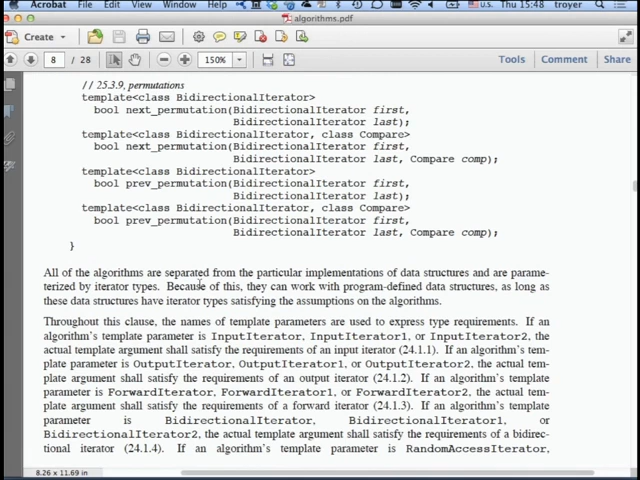 Acrobat File Edit View Window Help U.S. Thu 15:48 troyer
algorithms.pdf
Create
8 / 28 150% Tools Comment Share
// 25.3.9, permutations
template<class BidirectionalIterator>
bool next_permutation(BidirectionalIterator first,
BidirectionalIterator last);
template<class BidirectionalIterator, class Compare>
bool next_permutation(BidirectionalIterator first,
BidirectionalIterator last, Compare comp);
template<class BidirectionalIterator>
bool prev_permutation(BidirectionalIterator first,
BidirectionalIterator last);
template<class BidirectionalIterator, class Compare>
bool prev_permutation(BidirectionalIterator first,
BidirectionalIterator last, Compare comp);
}
All of the algorithms are separated from the particular implementations of data structures and are parame-
terized by iterator types. Because of this, they can work with program-defined data structures, as long as
these data structures have iterator types satisfying the assumptions on the algorithms.
Throughout this clause, the names of template parameters are used to express type requirements. If an
algorithm's template parameter is InputIterator, InputIterator1, or InputIterator2, the
actual template argument shall satisfy the requirements of an input iterator (24.1.1). If an algorithm's tem-
plate parameter is OutputIterator, OutputIterator1, or OutputIterator2, the actual tem-
plate argument shall satisfy the requirements of an output iterator (24.1.2). If an algorithm's template
parameter is ForwardIterator, ForwardIterator1, or ForwardIterator2, the actual tem-
plate argument shall satisfy the requirements of a forward iterator (24.1.3). If an algorithm's template
parameter is BidirectionalIterator, BidirectionalIterator1, or
BidirectionalIterator2, the actual template argument shall satisfy the requirements of a bidirec-
tional iterator (24.1.4). If an algorithm's template parameter is RandomAccessIterator,
8.26 x 11.69 in